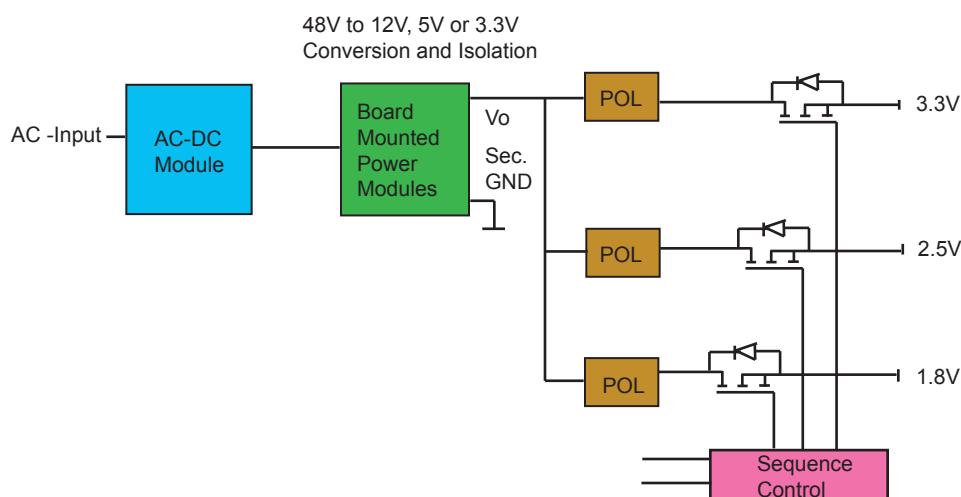 48V to 12V, 5V or 3.3V
Conversion and Isolation
AC -Input
AC-DC
Module
Board
Mounted
Power
Modules
Vo
Sec.
GND
POL
3.3V
POL
2.5V
POL
1.8V
Sequence
Control